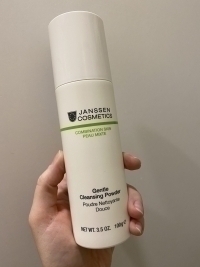 JANSSEN
COSMETICS
COMBINATION SKIN
PEAU MIXTE
Gentle
Cleansing Powder
Poudre Nettoyante
Douce
NET WT. 3.5 OZ. 100g ℮